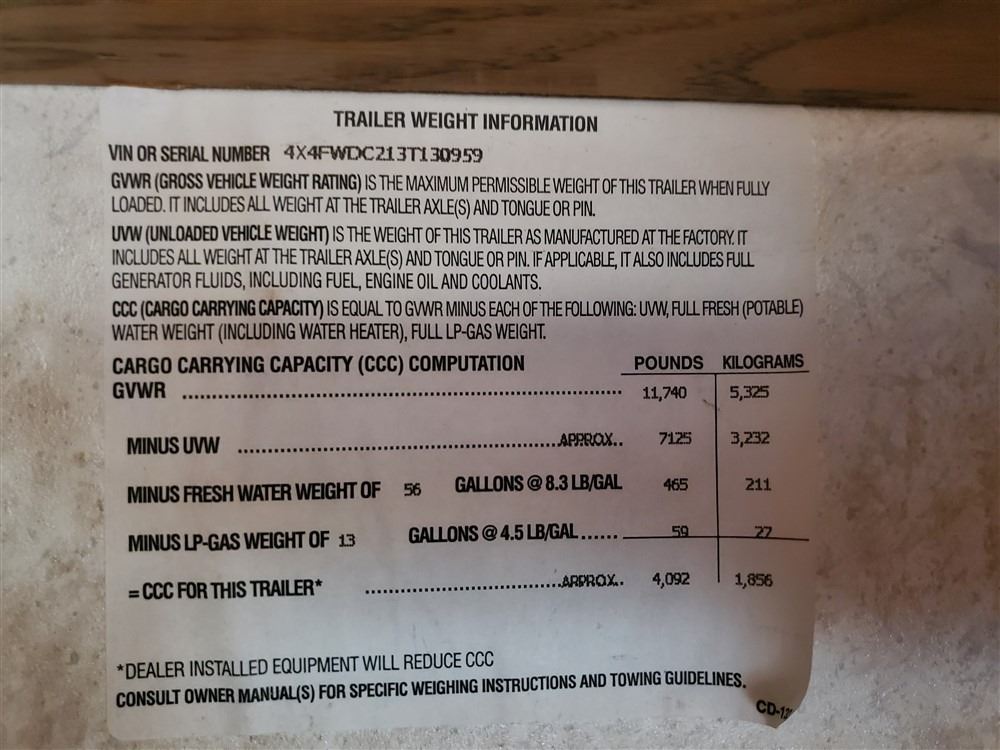 TRAILER WEIGHT INFORMATION
VIN OR SERIAL NUMBER 4X4FWDC213T130959
GVWR (GROSS VEHICLE WEIGHT RATING) IS THE MAXIMUM PERMISSIBLE WEIGHT OF THIS TRAILER WHEN FULLY
LOADED. IT INCLUDES ALL WEIGHT AT THE TRAILER AXLE(S) AND TONGUE OR PIN.
UVW (UNLOADED VEHICLE WEIGHT) IS THE WEIGHT OF THIS TRAILER AS MANUFACTURED AT THE FACTORY. IT
INCLUDES ALL WEIGHT AT THE TRAILER AXLE(S) AND TONGUE OR PIN. IF APPLICABLE, IT ALSO INCLUDES FULL
GENERATOR FLUIDS, INCLUDING FUEL, ENGINE OIL AND COOLANTS.
CCC (CARGO CARRYING CAPACITY) IS EQUAL TO GVWR MINUS EACH OF THE FOLLOWING: UVW, FULL FRESH (POTABLE)
WATER WEIGHT (INCLUDING WATER HEATER), FULL LP-GAS WEIGHT.
CARGO CARRYING CAPACITY (CCC) COMPUTATION POUNDS KILOGRAMS
GVWR ........ 11,740 5,325
MINUS UVW ........ APPROX.. 7125 3,232
MINUS FRESH WATER WEIGHT OF 56 GALLONS @ 8.3 LB/GAL 465 211
MINUS LP-GAS WEIGHT OF 13 GALLONS @ 4.5 LB/GAL...... 59 27
= CCC FOR THIS TRAILER* ........ APPROX.. 4,092 1,856
*DEALER INSTALLED EQUIPMENT WILL REDUCE CCC
CONSULT OWNER MANUAL(S) FOR SPECIFIC WEIGHING INSTRUCTIONS AND TOWING GUIDELINES.